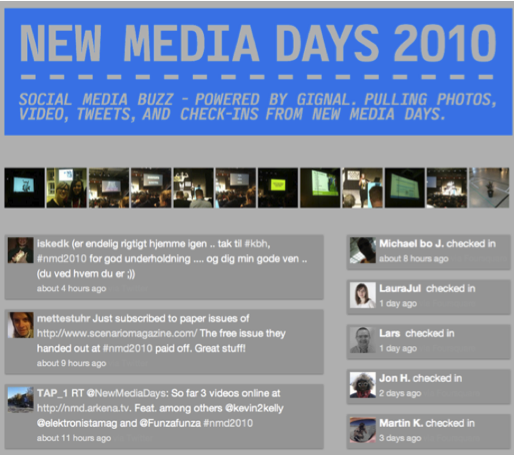 NEW MEDIA DAYS 2010
SOCIAL MEDIA BUZZ - POWERED BY GIGNAL. PULLING PHOTOS,
VIDEO, TWEETS, AND CHECK-INS FROM NEW MEDIA DAYS.
iskedk (er endelig rigtigt hjemme igen .. tak til #kbh,
#nmd2010 for god underholdning .... og dig min gode ven ..
(du ved hvem du er ;))
about 4 hours ago
mettestuhr Just subscribed to paper issues of
http://www.scenariomagazine.com/ The free issue they
handed out at #nmd2010 paid off. Great stuff!
about 9 hours ago
TAP_1 RT @NewMediaDays: So far 3 videos online at
http://nmd.arkena.tv. Feat. among others @kevin2kelly
@elektronistamag and @Funzafunza #nmd2010
about 11 hours ago
Michael bo J. checked in
about 8 hours ago
LauraJul checked in
1 day ago
Lars checked in
1 day ago
Jon H. checked in
2 days ago
Martin K. checked in
3 days ago